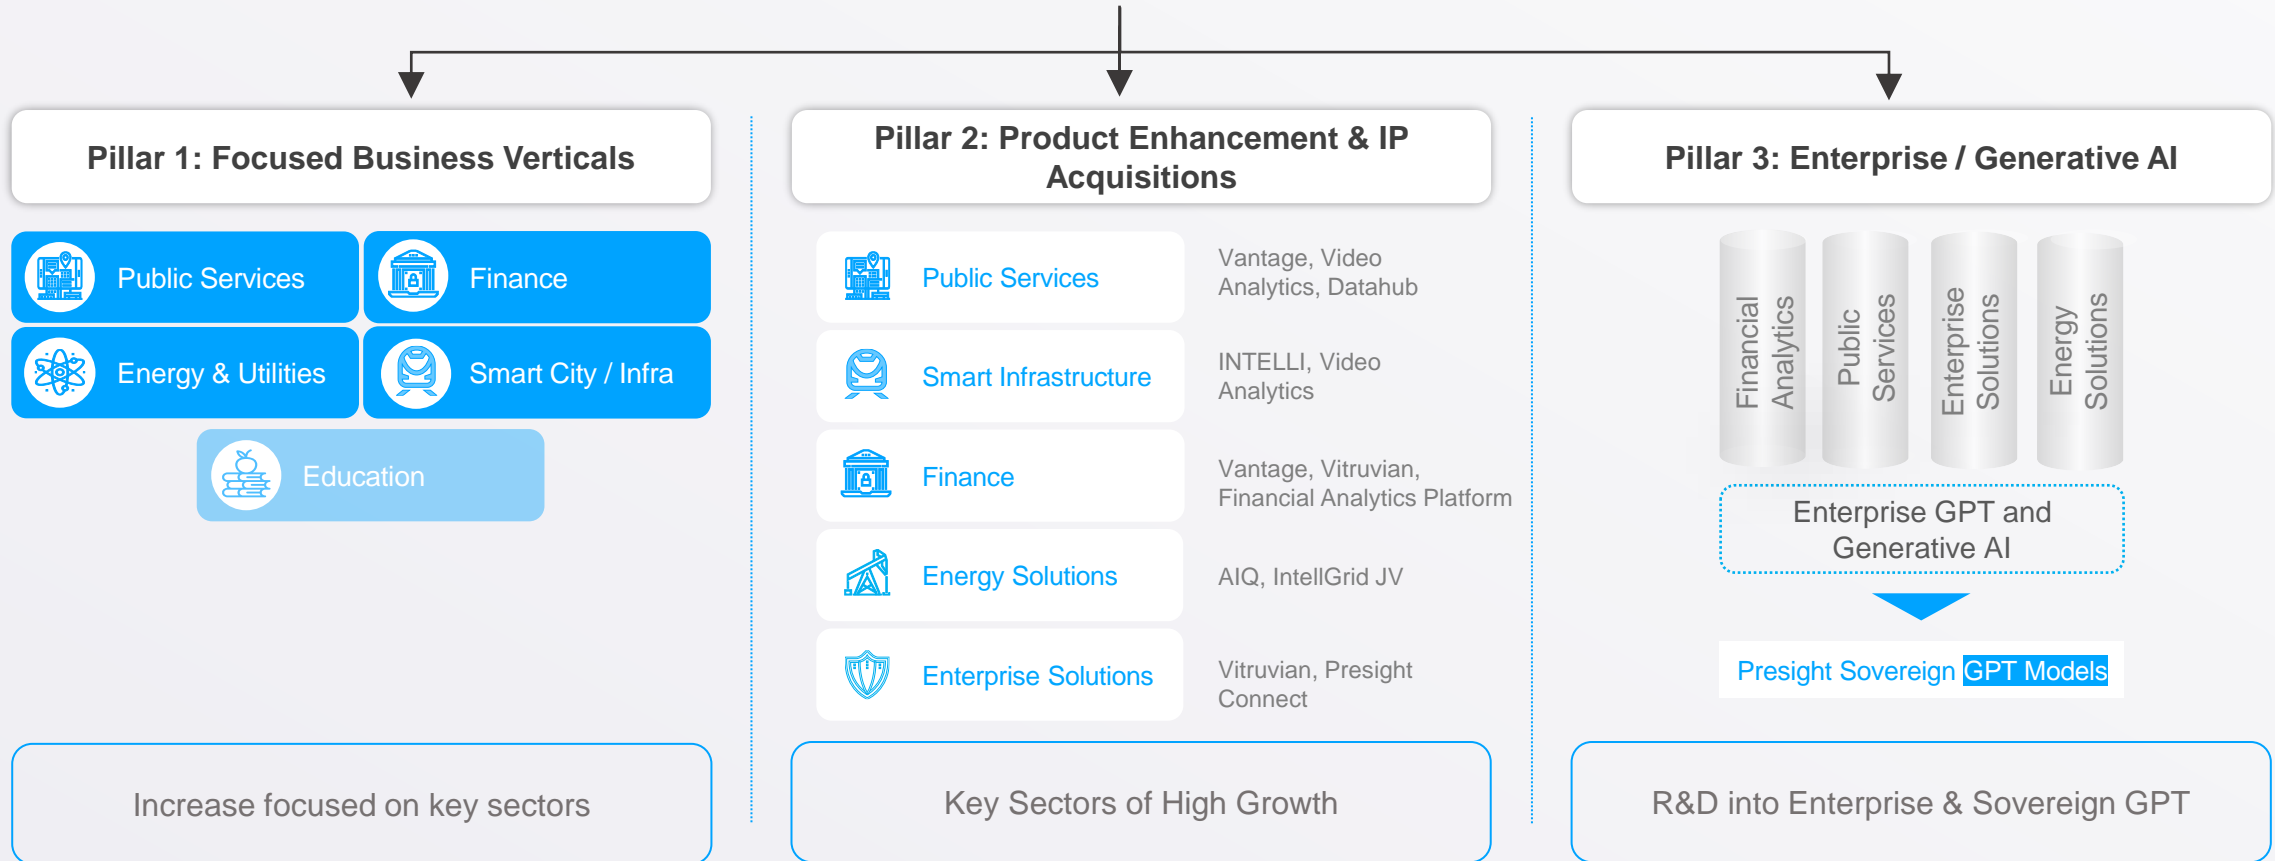 Pillar 1: Focused Business Verticals
Public Services
Finance
Energy & Utilities
Smart City / Infra
Education
Increase focused on key sectors
Pillar 2: Product Enhancement & IP
Acquisitions
Public Services
Vantage, Video
Analytics, Datahub
Smart Infrastructure
INTELLI, Video
Analytics
Finance
Vantage, Vitruvian,
Financial Analytics Platform
Energy Solutions
AIQ, IntellGrid JV
Enterprise Solutions
Vitruvian, Presight
Connect
Key Sectors of High Growth
Pillar 3: Enterprise / Generative AI
Financial
Analytics
Public
Services
Enterprise
Solutions
Energy
Solutions
Enterprise GPT and
Generative AI
Presight Sovereign GPT Models
R&D into Enterprise & Sovereign GPT